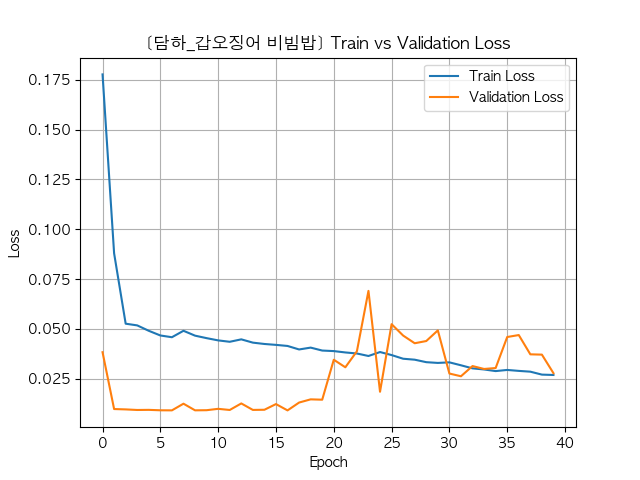 [담하_갑오징어 비빔밥] Train vs Validation Loss
Train Loss
Validation Loss
Loss
0.175
0.150
0.125
0.100
0.075
0.050
0.025
0 5 10 15 20 25 30 35 40
Epoch